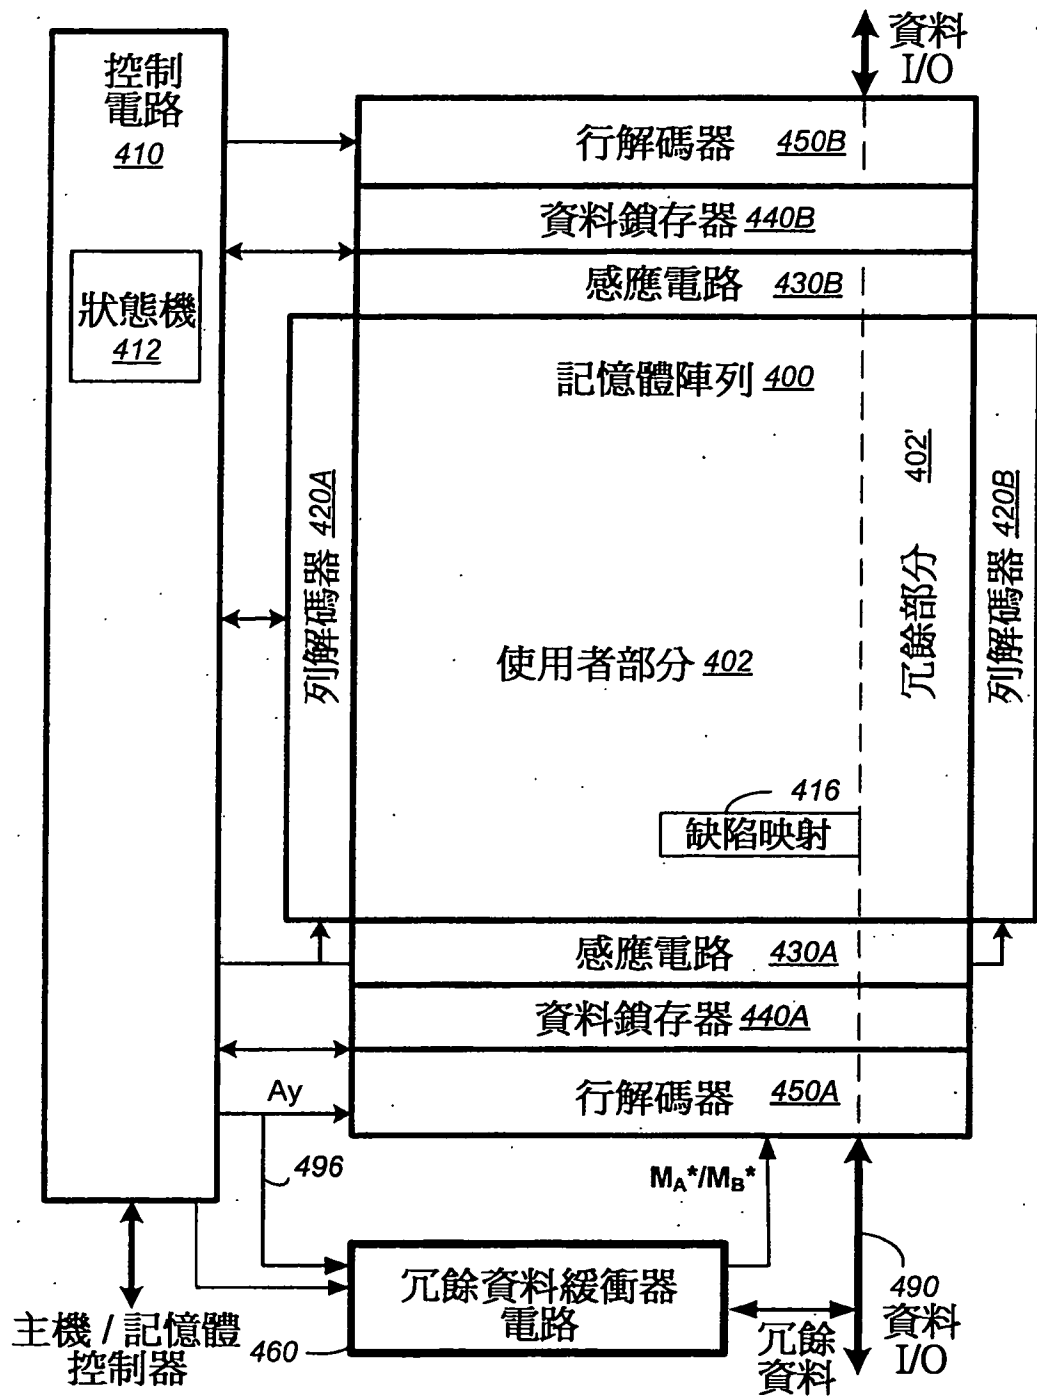 資料
I/O
控制
電路
410
行解碼器 450B
資料鎖存器 440B
感應電路 430B
狀態機
412
記憶體陣列 400
列解碼器 420A
使用者部分 402
冗餘部分 402'
列解碼器 420B
416
缺陷映射
感應電路 430A
資料鎖存器 440A
行解碼器 450A
Ay
496
MA*/MB*
冗餘資料緩衝器
電路
460
主機 / 記憶體
控制器
冗餘
資料
490
資料
I/O